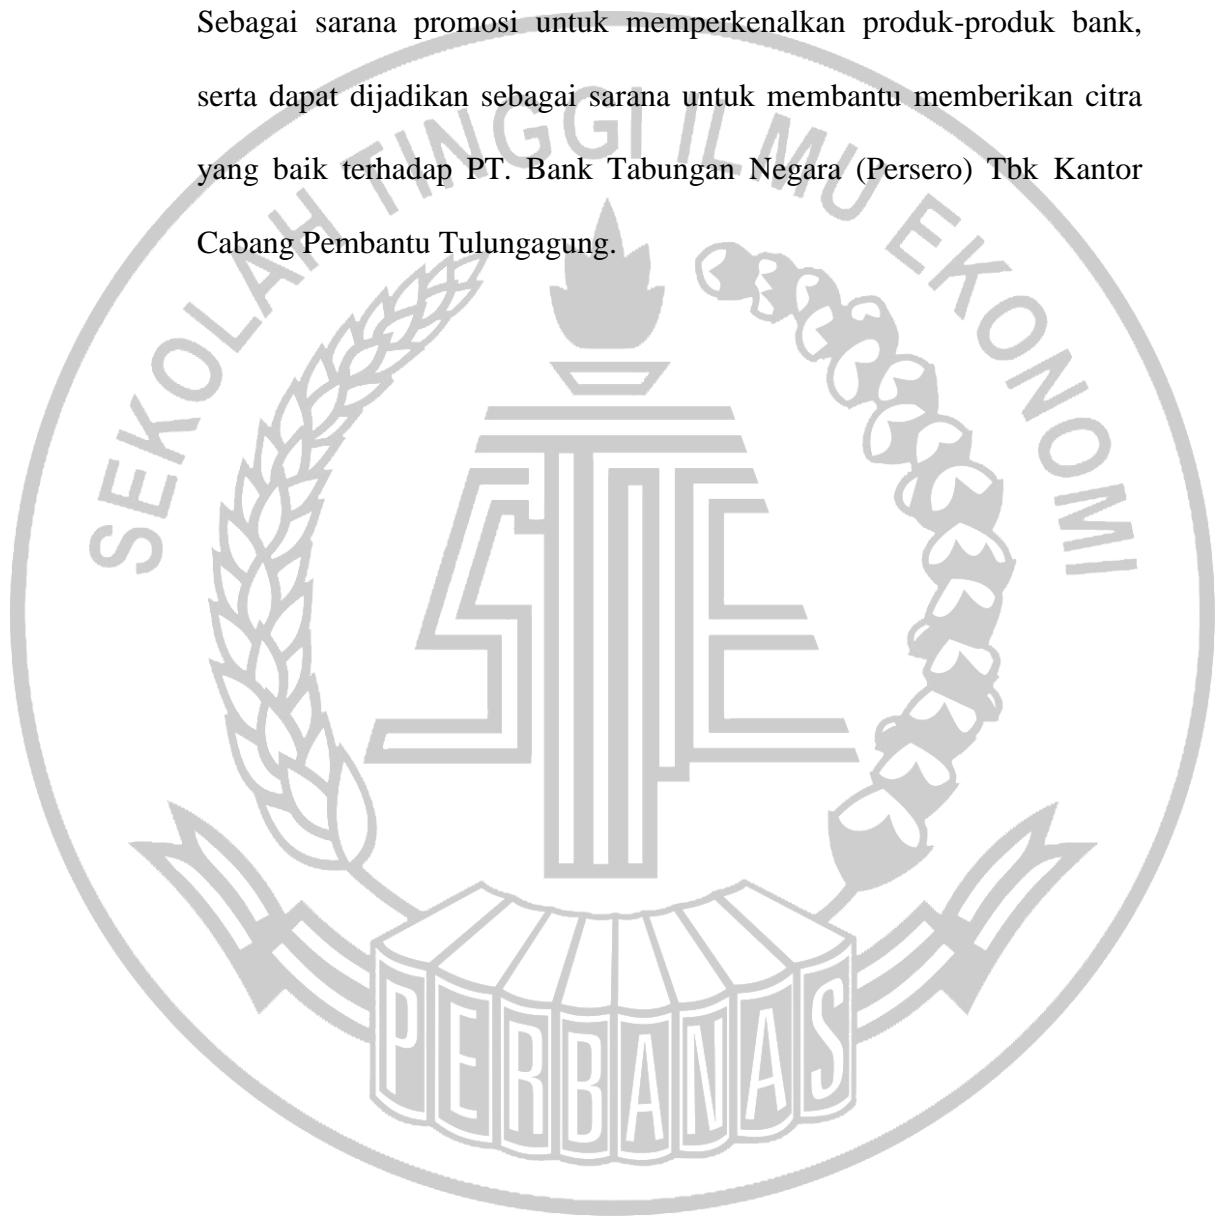 Sebagai sarana promosi untuk memperkenalkan produk-produk bank,
serta dapat dijadikan sebagai sarana untuk membantu memberikan citra
yang baik terhadap PT. Bank Tabungan Negara (Persero) Tbk Kantor
Cabang Pembantu Tulungagung.
SEKOLAH TINGGI ILMU EKONOMI
STIE
PERBANAS